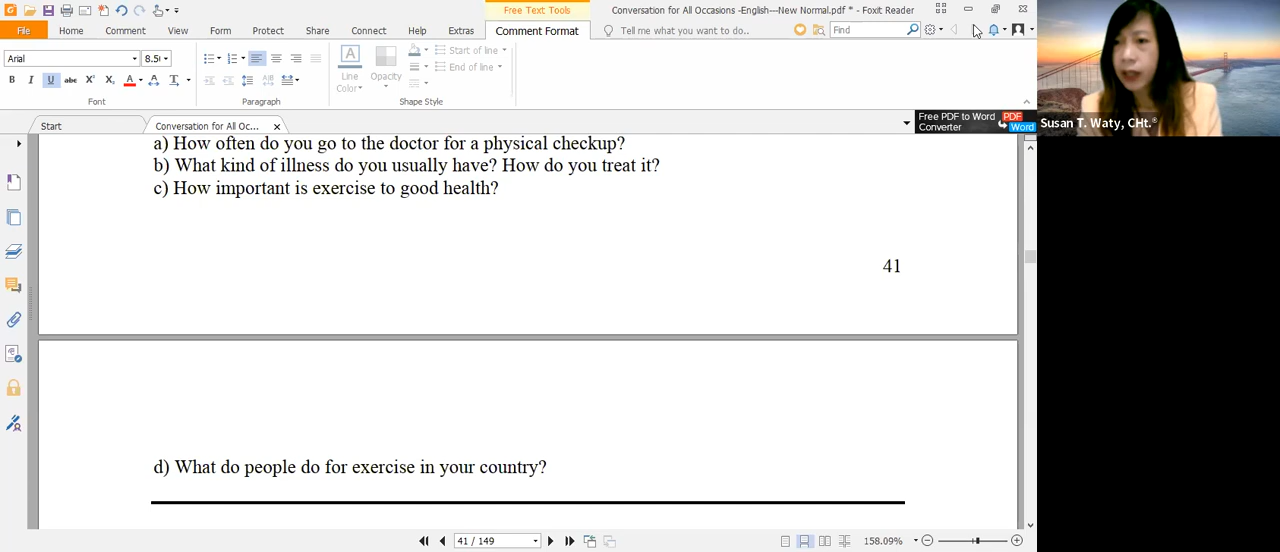 Free Text Tools
Conversation for All Occasions -English---New Normal.pdf * - Foxit Reader
File Home Comment View Form Protect Share Connect Help Extras Comment Format Tell me what you want to do.. Find
Arial 8.5
B I U abc X² X₂ A T
Font
Paragraph
Line Color
Opacity
Start of line
End of line
Shape Style
Start
Conversation for All Oc...
Free PDF to Word Converter
PDF
Word
Susan T. Waty, CHt.®
a) How often do you go to the doctor for a physical checkup?
b) What kind of illness do you usually have? How do you treat it?
c) How important is exercise to good health?
41
d) What do people do for exercise in your country?
41 / 149
158.09%